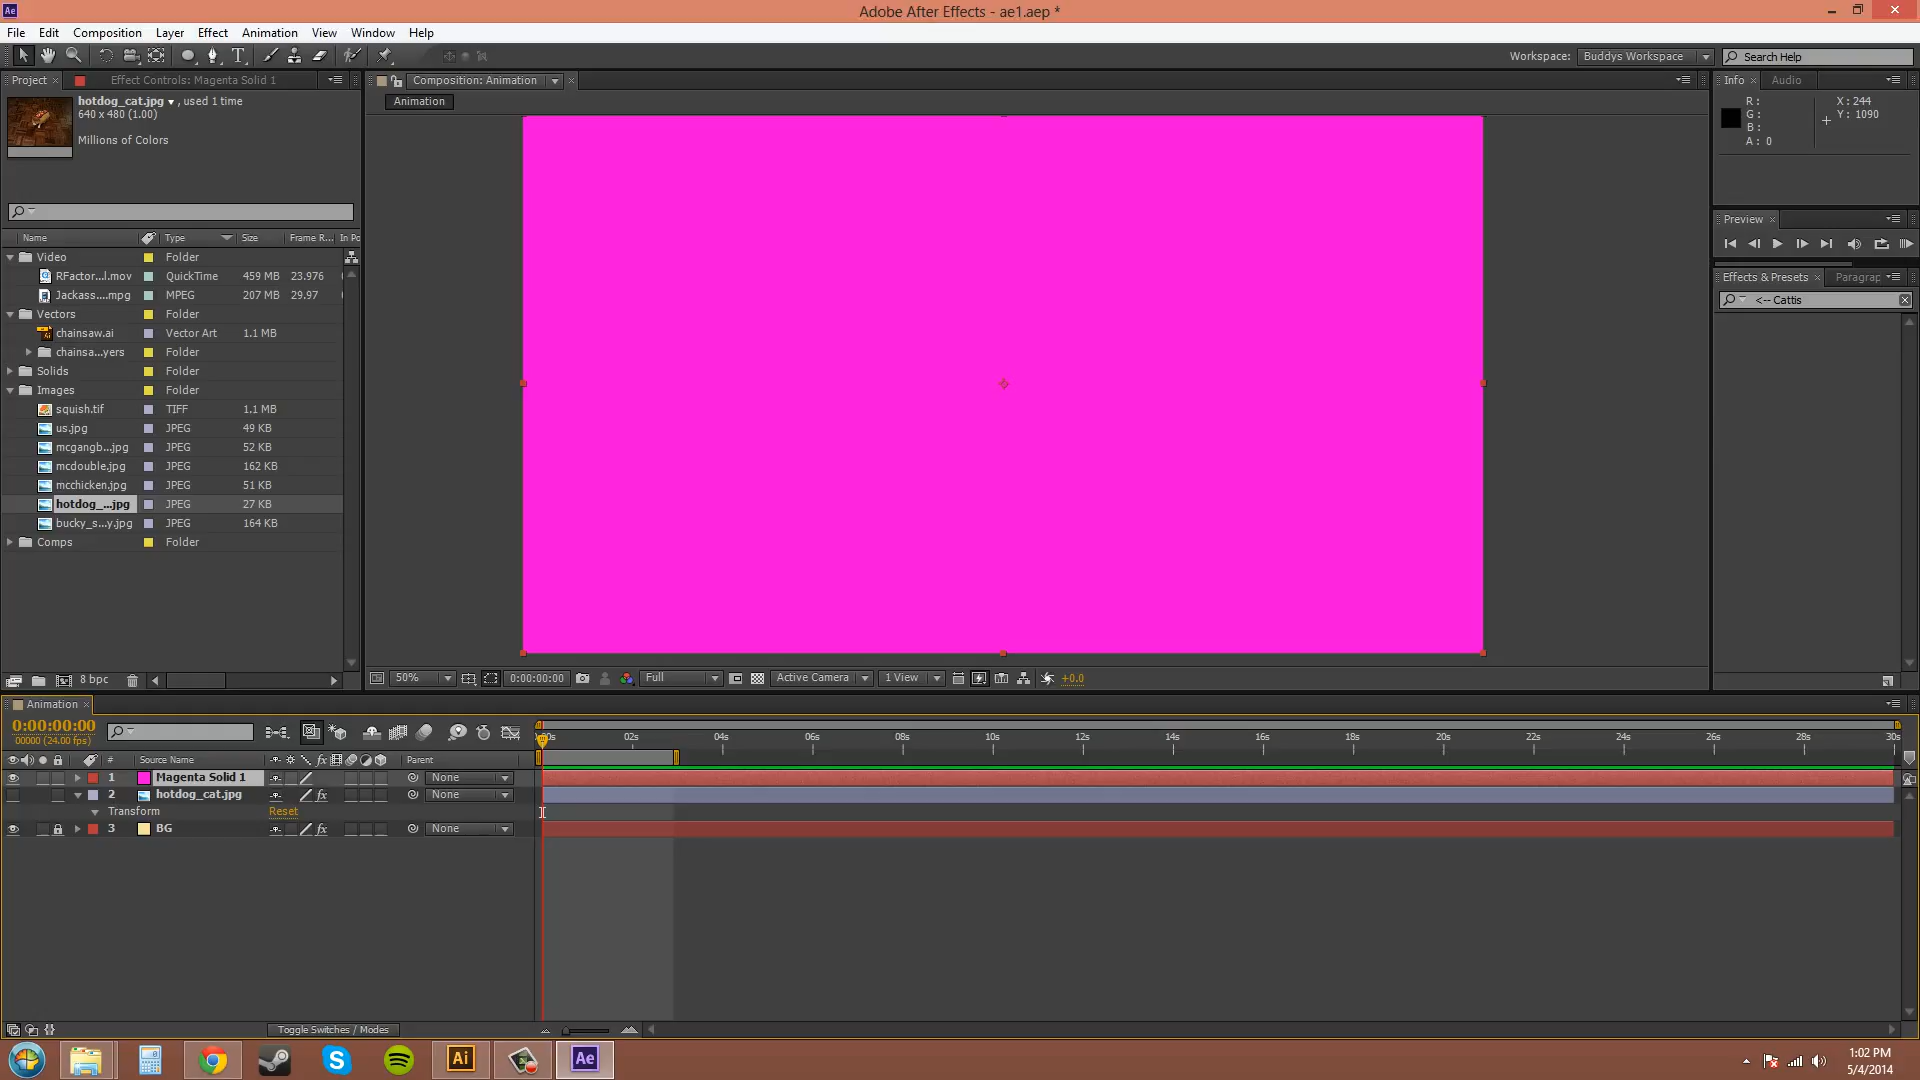 Ae
Adobe After Effects - ae1.aep *
File Edit Composition Layer Effect Animation View Window Help
Workspace: Buddys Workspace Search Help
Project Effect Controls: Magenta Solid 1
Composition: Animation
Info Audio
Animation
hotdog_cat.jpg , used 1 time
640 x 480 (1.00)
Millions of Colors
R:
G:
B:
A: 0
X: 244
Y: 1090
Preview
Effects & Presets Paragrap
<-- Cattis
Name Type Size Frame R... In Po
Video Folder
RFactor...l.mov QuickTime 459 MB 23.976
Jackass....mpg MPEG 207 MB 29.97
Vectors Folder
chainsaw.ai Vector Art 1.1 MB
chainsa...yers Folder
Solids Folder
Images Folder
squish.tif TIFF 1.1 MB
us.jpg JPEG 49 KB
mcgangb...jpg JPEG 52 KB
mcdouble.jpg JPEG 162 KB
mcchicken.jpg JPEG 51 KB
hotdog_...jpg JPEG 27 KB
bucky_s...y.jpg JPEG 164 KB
Comps Folder
8 bpc
50% 0:00:00:00 Full Active Camera 1 View +0.0
Animation
0:00:00:00
00000 (24.00 fps)
00s 02s 04s 06s 08s 10s 12s 14s 16s 18s 20s 22s 24s 26s 28s 30s
# Source Name fx Parent
1 Magenta Solid 1 None
2 hotdog_cat.jpg fx None
Transform Reset
3 BG fx None
Toggle Switches / Modes
Ai Ae
1:02 PM
5/4/2014